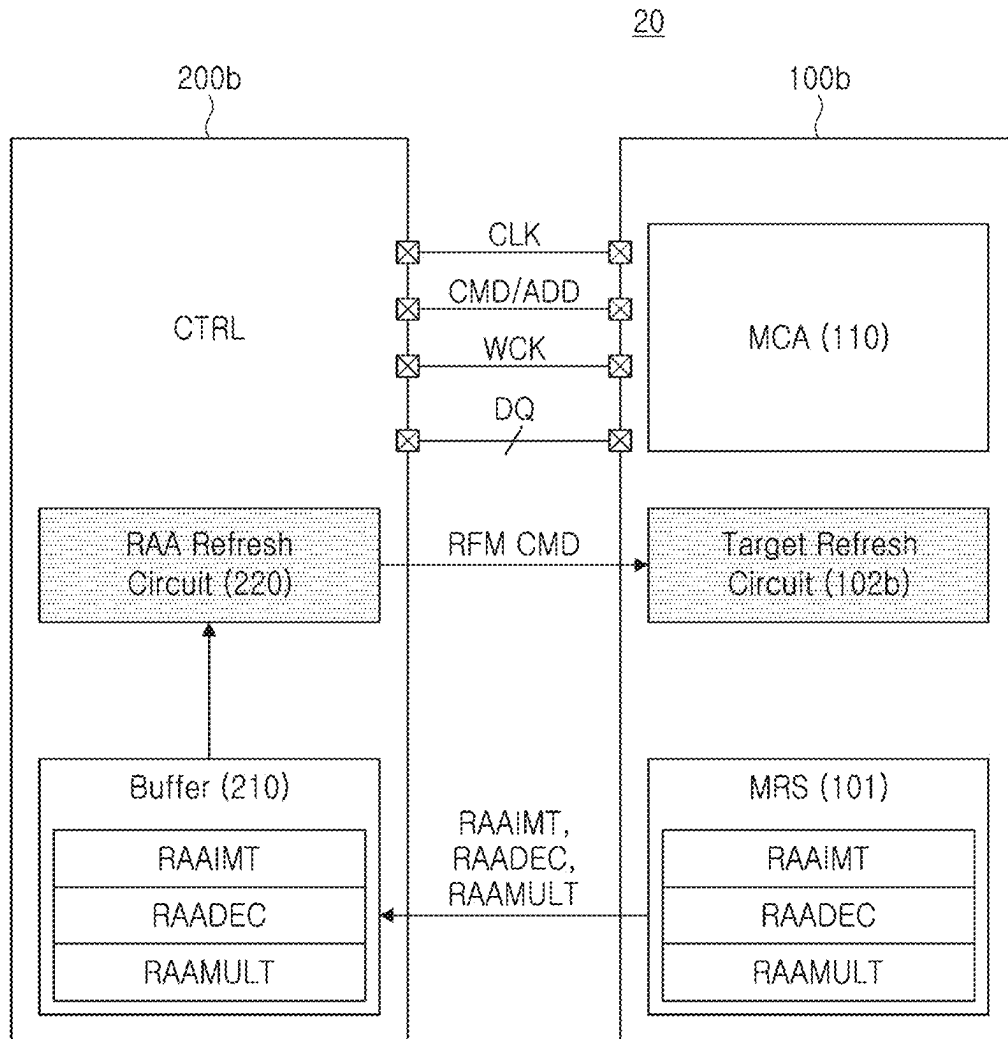 20
200b
100b
CLK
CMD/ADD
CTRL
WCK
MCA (110)
DQ
RAA Refresh
Circuit (220)
RFM CMD
Target Refresh
Circuit (102b)
Buffer (210)
RAAIMT
RAADEC
RAAMULT
RAAIMT,
RAADEC,
RAAMULT
MRS (101)
RAAIMT
RAADEC
RAAMULT